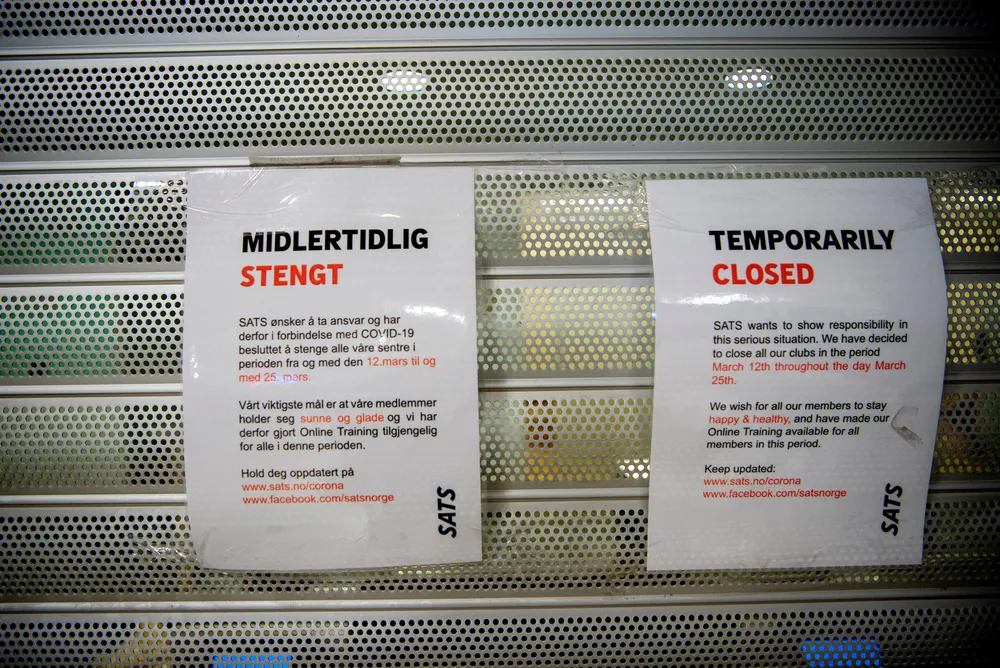 MIDLERTIDLIG
STENGT
SATS ønsker å ta ansvar og har
derfor i forbindelse med COVID-19
besluttet å stenge alle våre sentre i
perioden fra og med den 12.mars til og
med 25. mars.
Vårt viktigste mål er at våre medlemmer
holder seg sunne og glade og vi har
derfor gjort Online Training tilgjengelig
for alle i denne perioden.
Hold deg oppdatert på
www.sats.no/corona
www.facebook.com/satsnorge
SATS
TEMPORARILY
CLOSED
SATS wants to show responsibility in
this serious situation. We have decided
to close all our clubs in the period
March 12th throughout the day March
25th.
We wish for all our members to stay
happy & healthy, and have made our
Online Training available for all
members in this period.
Keep updated:
www.sats.no/corona
www.facebook.com/satsnorge
SATS